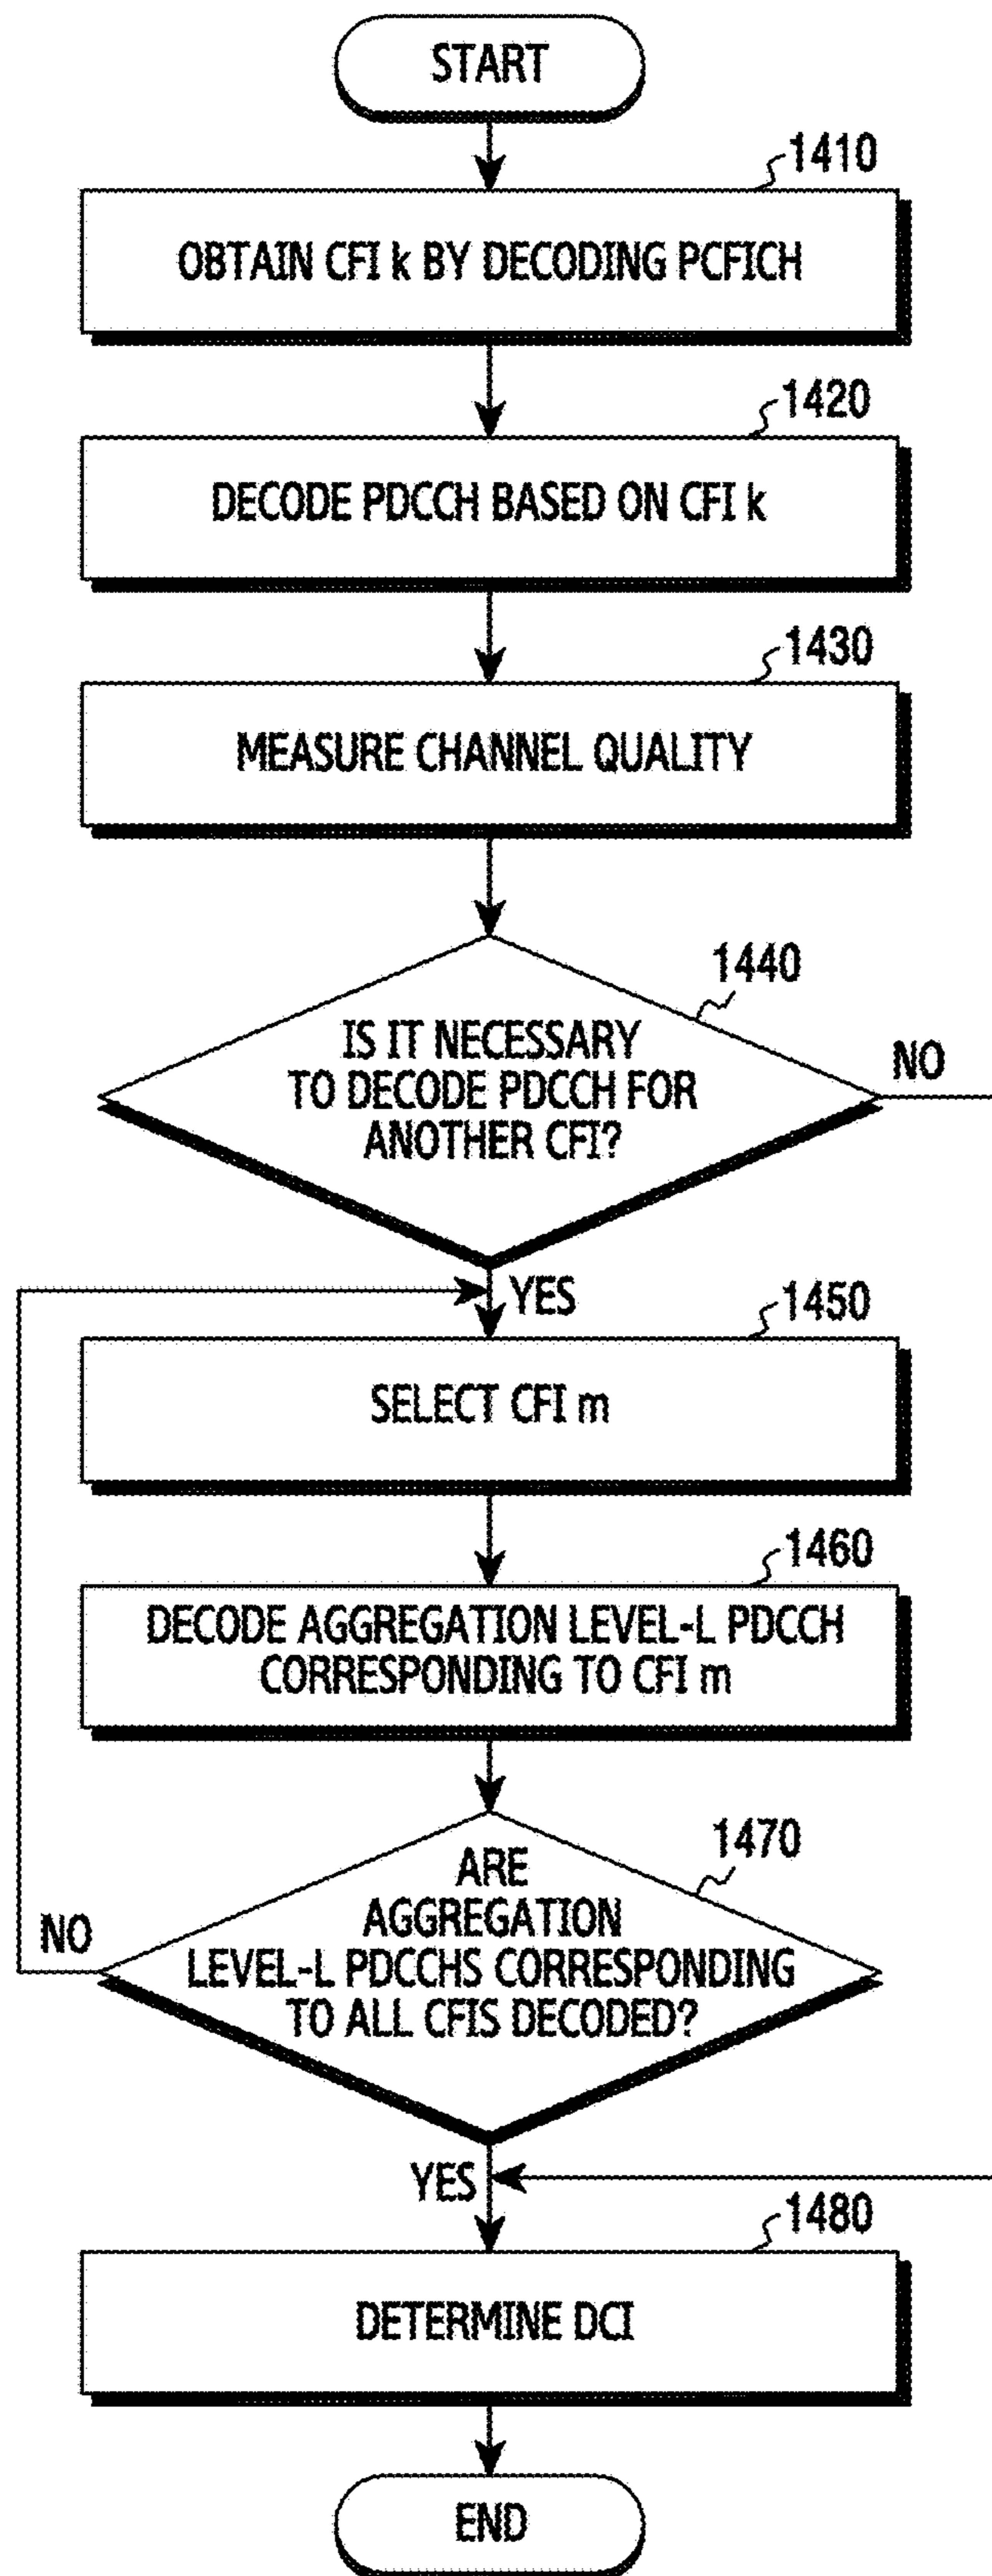 START
1410
OBTAIN CFI k BY DECODING PCFICH
1420
DECODE PDCCH BASED ON CFI k
1430
MEASURE CHANNEL QUALITY
1440
IS IT NECESSARY
TO DECODE PDCCH FOR
ANOTHER CFI?
NO
YES
1450
SELECT CFI m
1460
DECODE AGGREGATION LEVEL-L PDCCH
CORRESPONDING TO CFI m
1470
ARE
AGGREGATION
LEVEL-L PDCCHS CORRESPONDING
TO ALL CFIS DECODED?
NO
YES
1480
DETERMINE DCI
END